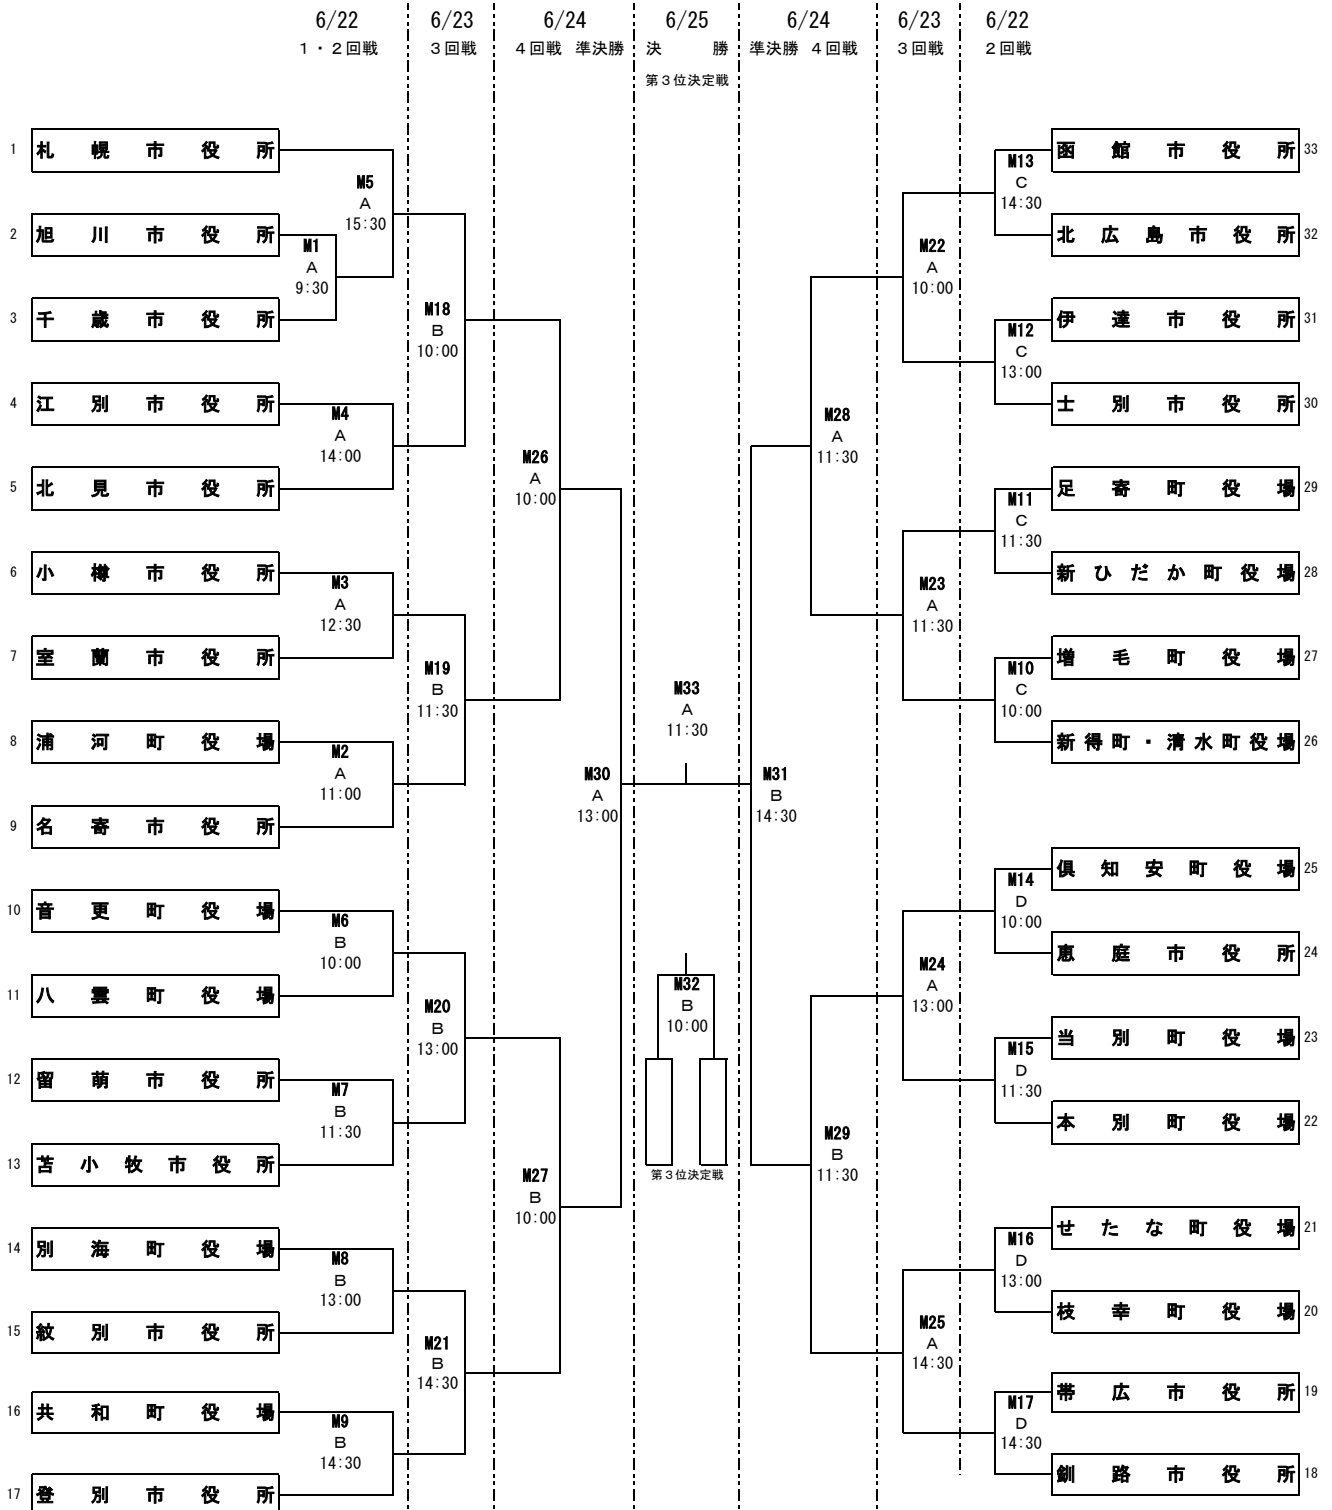 6/22 6/23 6/24 6/25 6/24 6/23 6/22
1・2回戦 3回戦 4回戦 準決勝 決 勝 準決勝 4回戦 3回戦 2回戦
第3位決定戦
1 札幌市役所
2 旭川市役所
3 千歳市役所
4 江別市役所
5 北見市役所
6 小樽市役所
7 室蘭市役所
8 浦河町役場
9 名寄市役所
10 音更町役場
11 八雲町役場
12 留萌市役所
13 苫小牧市役所
14 別海町役場
15 紋別市役所
16 共和町役場
17 登別市役所
M5
A
15:30
M1
A
9:30
M4
A
14:00
M3
A
12:30
M2
A
11:00
M6
B
10:00
M7
B
11:30
M8
B
13:00
M9
B
14:30
M18
B
10:00
M19
B
11:30
M20
B
13:00
M21
B
14:30
M26
A
10:00
M27
B
10:00
M30
A
13:00
M33
A
11:30
M32
B
10:00
第3位決定戦
M31
B
14:30
M28
A
11:30
M29
B
11:30
M22
A
10:00
M23
A
11:30
M24
A
13:00
M25
A
14:30
M13
C
14:30
M12
C
13:00
M11
C
11:30
M10
C
10:00
M14
D
10:00
M15
D
11:30
M16
D
13:00
M17
D
14:30
函館市役所 33
北広島市役所 32
伊達市役所 31
士別市役所 30
足寄町役場 29
新ひだか町役場 28
増毛町役場 27
新得町・清水町役場 26
倶知安町役場 25
恵庭市役所 24
当別町役場 23
本別町役場 22
せたな町役場 21
枝幸町役場 20
帯広市役所 19
釧路市役所 18